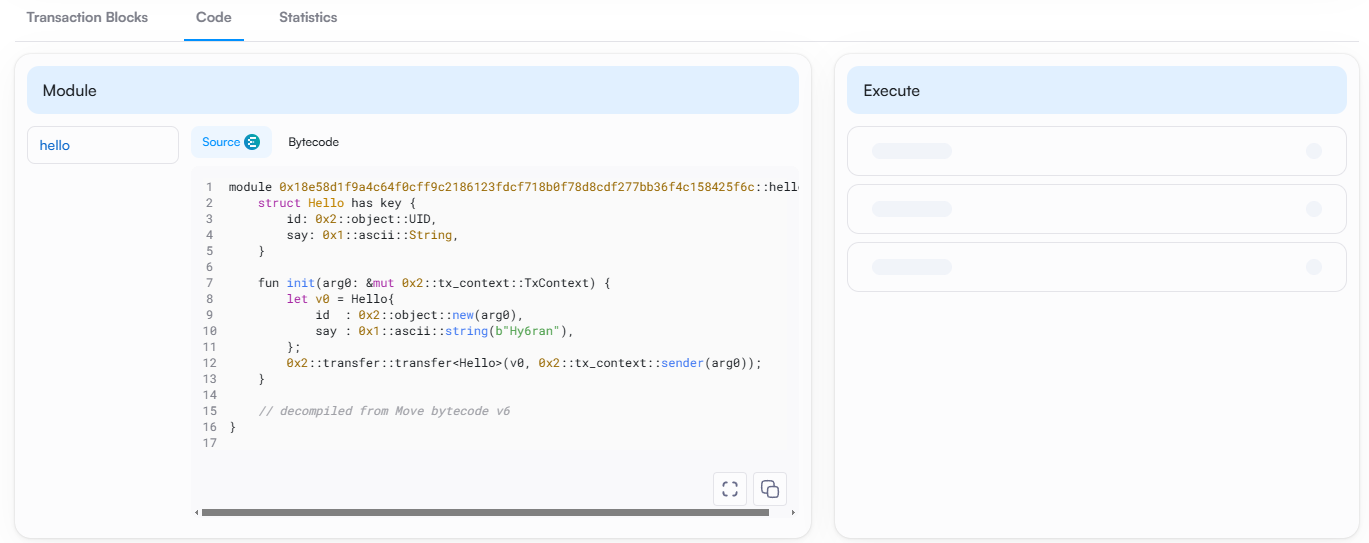 Transaction Blocks
Code
Statistics
Module
Execute
hello
Source
Bytecode
1 module 0x18e58d1f9a4c64f0cff9c2186123fdcf718b0f78d8cdf277bb36f4c158425f6c::hello
2     struct Hello has key {
3         id: 0x2::object::UID,
4         say: 0x1::ascii::String,
5     }
6
7     fun init(arg0: &mut 0x2::tx_context::TxContext) {
8         let v0 = Hello{
9             id  : 0x2::object::new(arg0),
10             say : 0x1::ascii::string(b"Hy6ran"),
11         };
12         0x2::transfer::transfer<Hello>(v0, 0x2::tx_context::sender(arg0));
13     }
14
15     // decompiled from Move bytecode v6
16 }
17